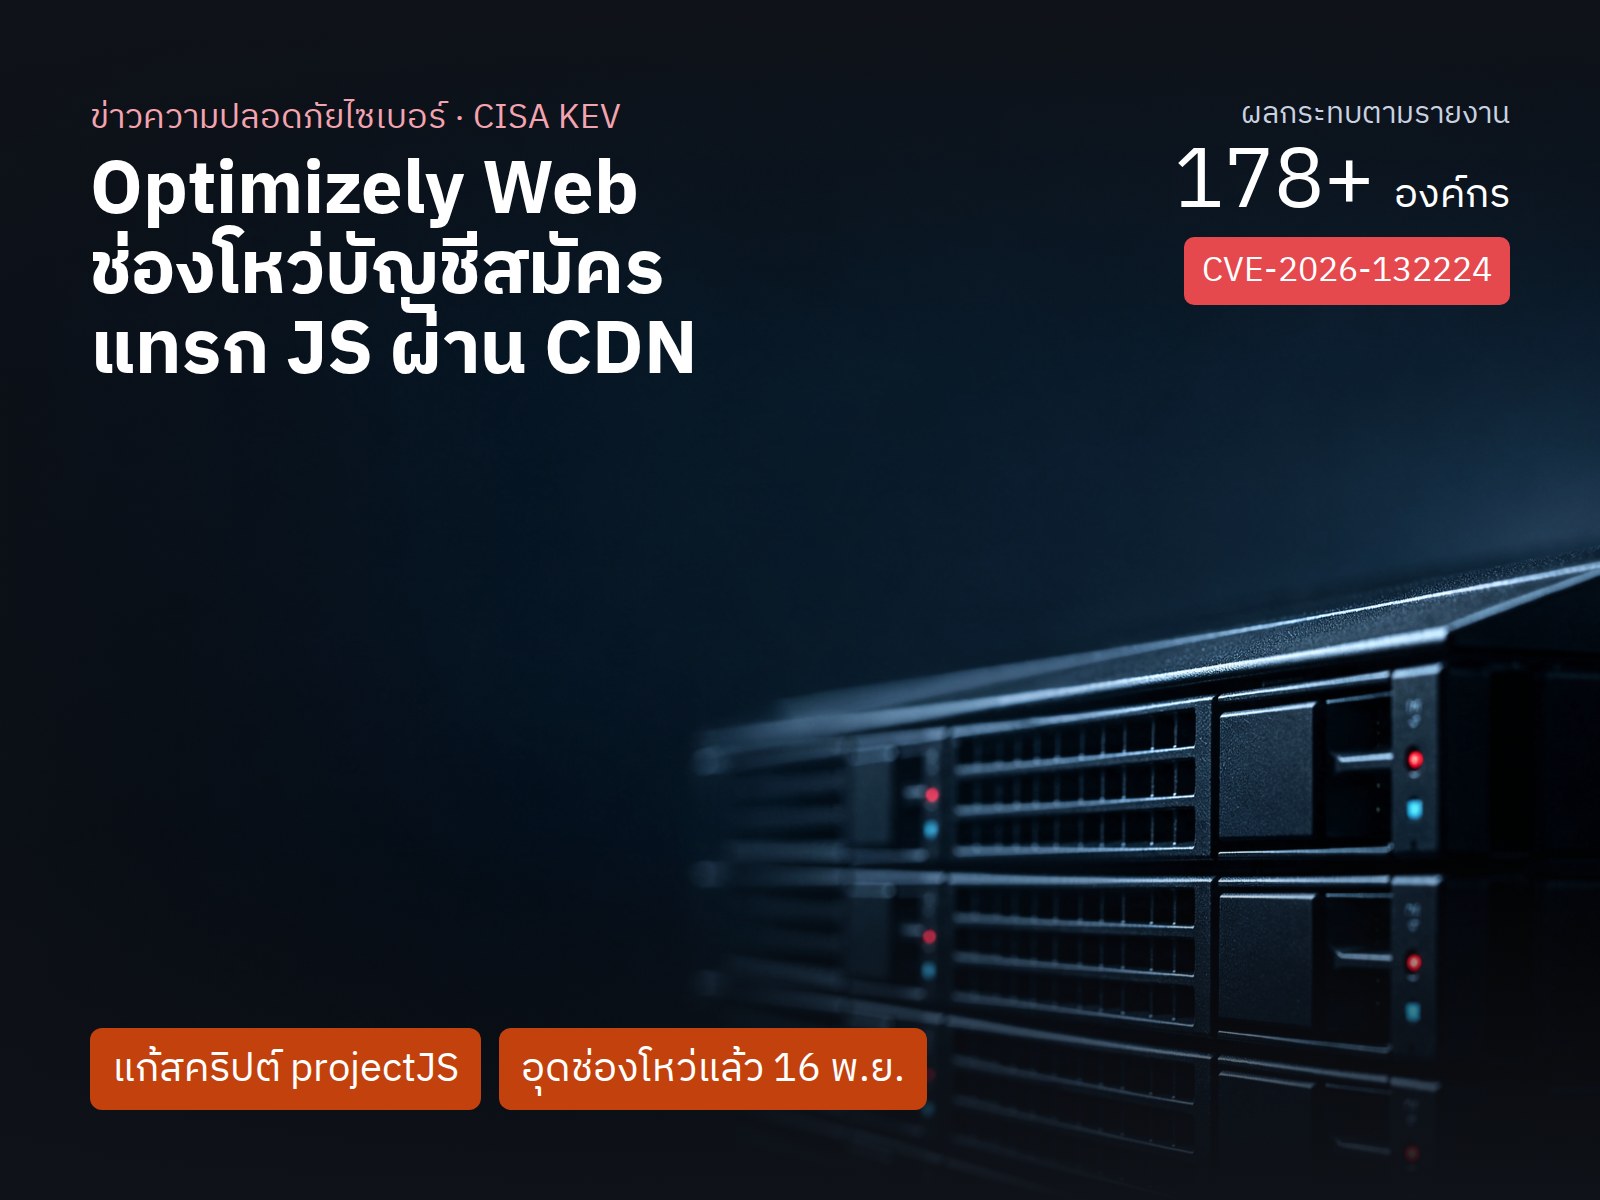 ข่าวความปลอดภัยไซเบอร์ · CISA KEV
Optimizely Web
ช่องโหว่บัญชีสมัคร
แทรก JS ผ่าน CDN
ผลกระทบตามรายงาน
178+ องค์กร
CVE-2026-132224
แก้สคริปต์ projectJS
อุดช่องโหว่แล้ว 16 พ.ย.